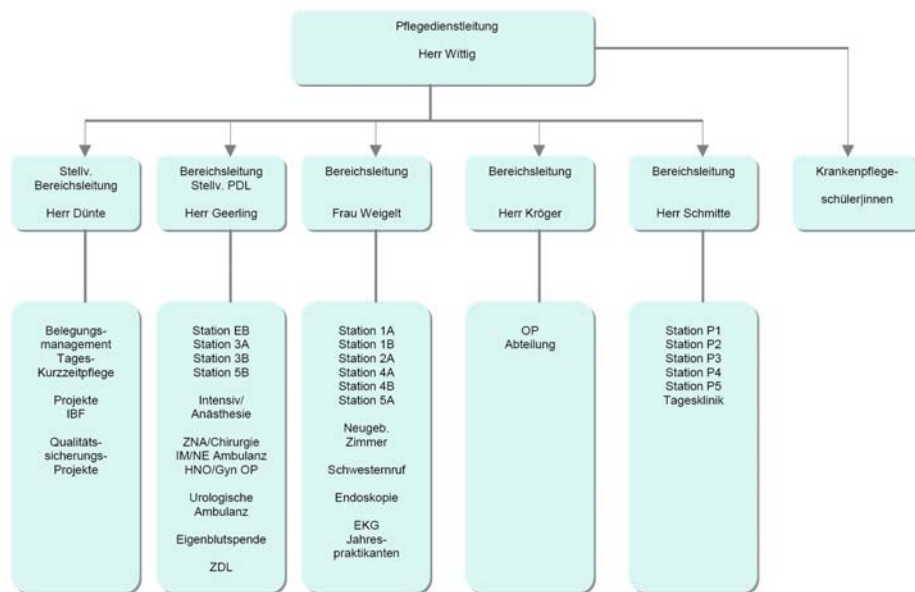 Pflegedienstleitung
Herr Wittig
Stellv.
Bereichsleitung
Herr Dünte
Bereichsleitung
Stellv. PDL
Herr Geerling
Bereichsleitung
Frau Weigelt
Bereichsleitung
Herr Kröger
Bereichsleitung
Herr Schmitte
Krankenpflege-
schüler|innen
Belegungs-
management
Tages-
Kurzzeitpflege
Projekte
IBF
Qualitäts-
sicherungs-
Projekte
Station EB
Station 3A
Station 3B
Station 5B
Intensiv/
Anästhesie
ZNA/Chirurgie
IM/NE Ambulanz
HNO/Gyn OP
Urologische
Ambulanz
Eigenblutspende
ZDL
Station 1A
Station 1B
Station 2A
Station 4A
Station 4B
Station 5A
Neugeb.
Zimmer
Schwesternruf
Endoskopie
EKG
Jahres-
praktikanten
OP
Abteilung
Station P1
Station P2
Station P3
Station P4
Station P5
Tagesklinik